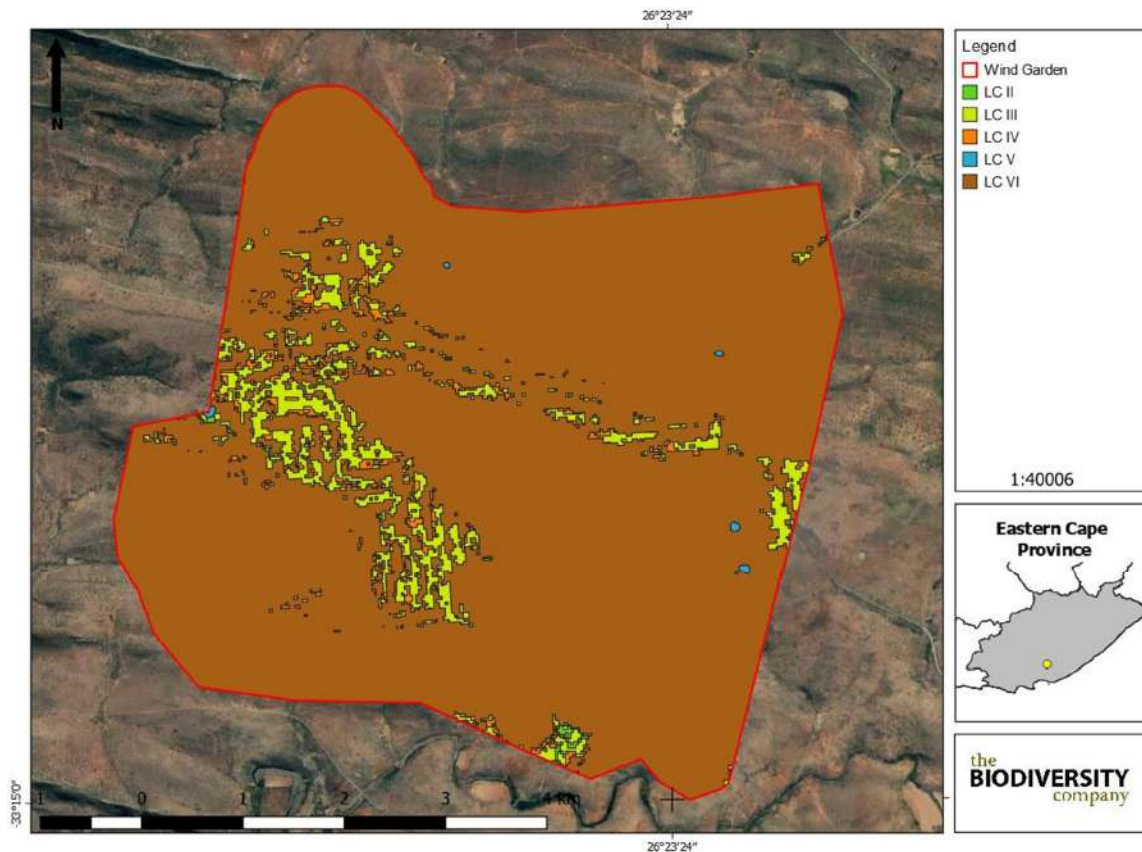 26°23'24"
N
Legend
Wind Garden
LC II
LC III
LC IV
LC V
LC VI
1:40006
Eastern Cape
Province
the
BIODIVERSITY
company
-33°15'0"
1 0 1 2 3 4 km
26°23'24"